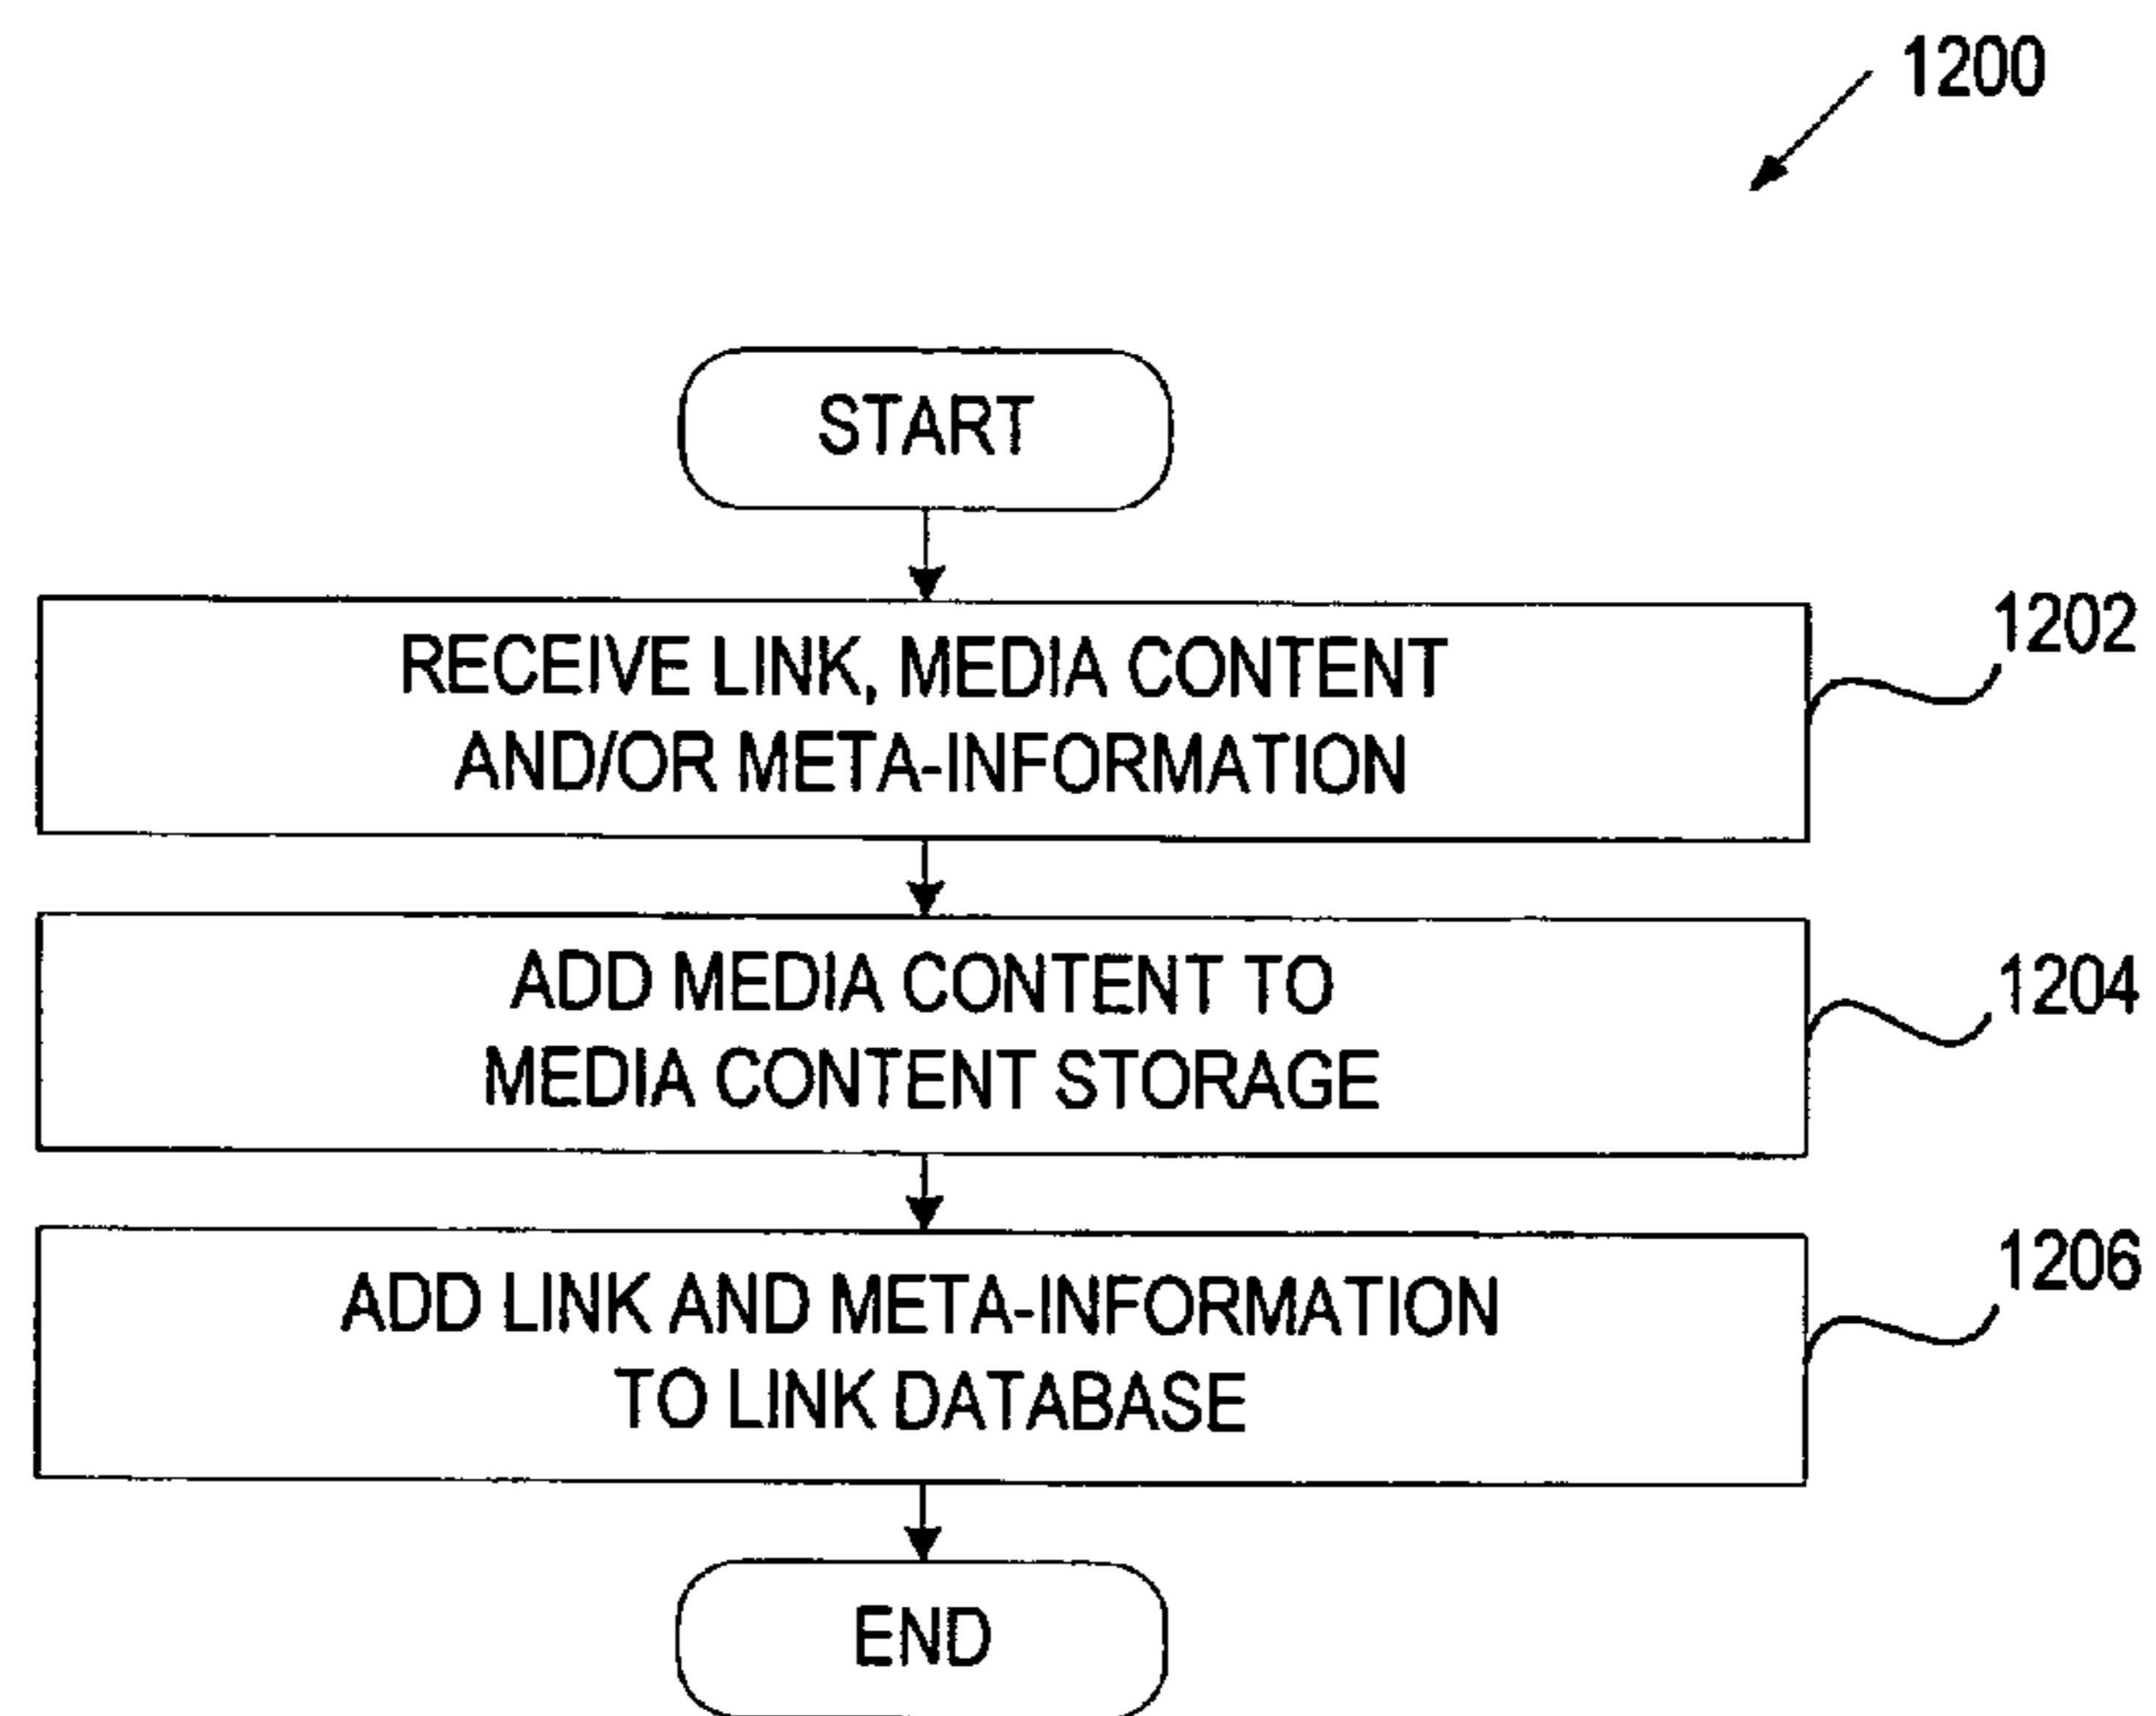 1200
START
RECEIVE LINK, MEDIA CONTENT
AND/OR META-INFORMATION
1202
ADD MEDIA CONTENT TO
MEDIA CONTENT STORAGE
1204
ADD LINK AND META-INFORMATION
TO LINK DATABASE
1206
END